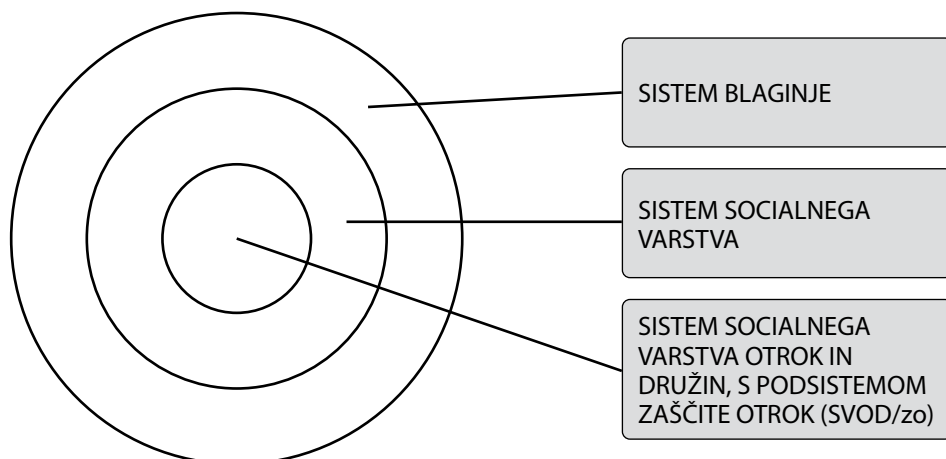 SISTEM BLAGINJE
SISTEM SOCIALNEGA
VARSTVA
SISTEM SOCIALNEGA
VARSTVA OTROK IN
DRUŽIN, S PODSISTEMOM
ZAŠČITE OTROK (SVOD/zo)